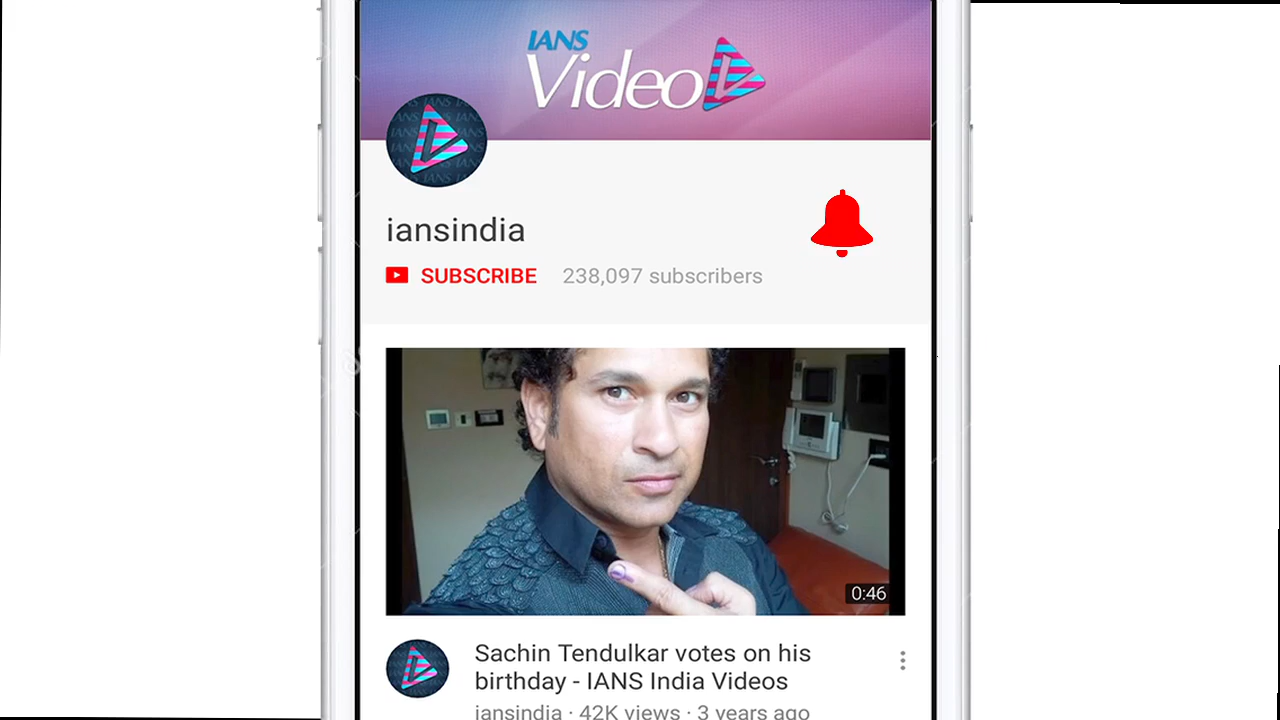 IANS
Video
iansindia
SUBSCRIBE 238,097 subscribers
0:46
Sachin Tendulkar votes on his
birthday - IANS India Videos
iansindia · 42K views · 3 years ago